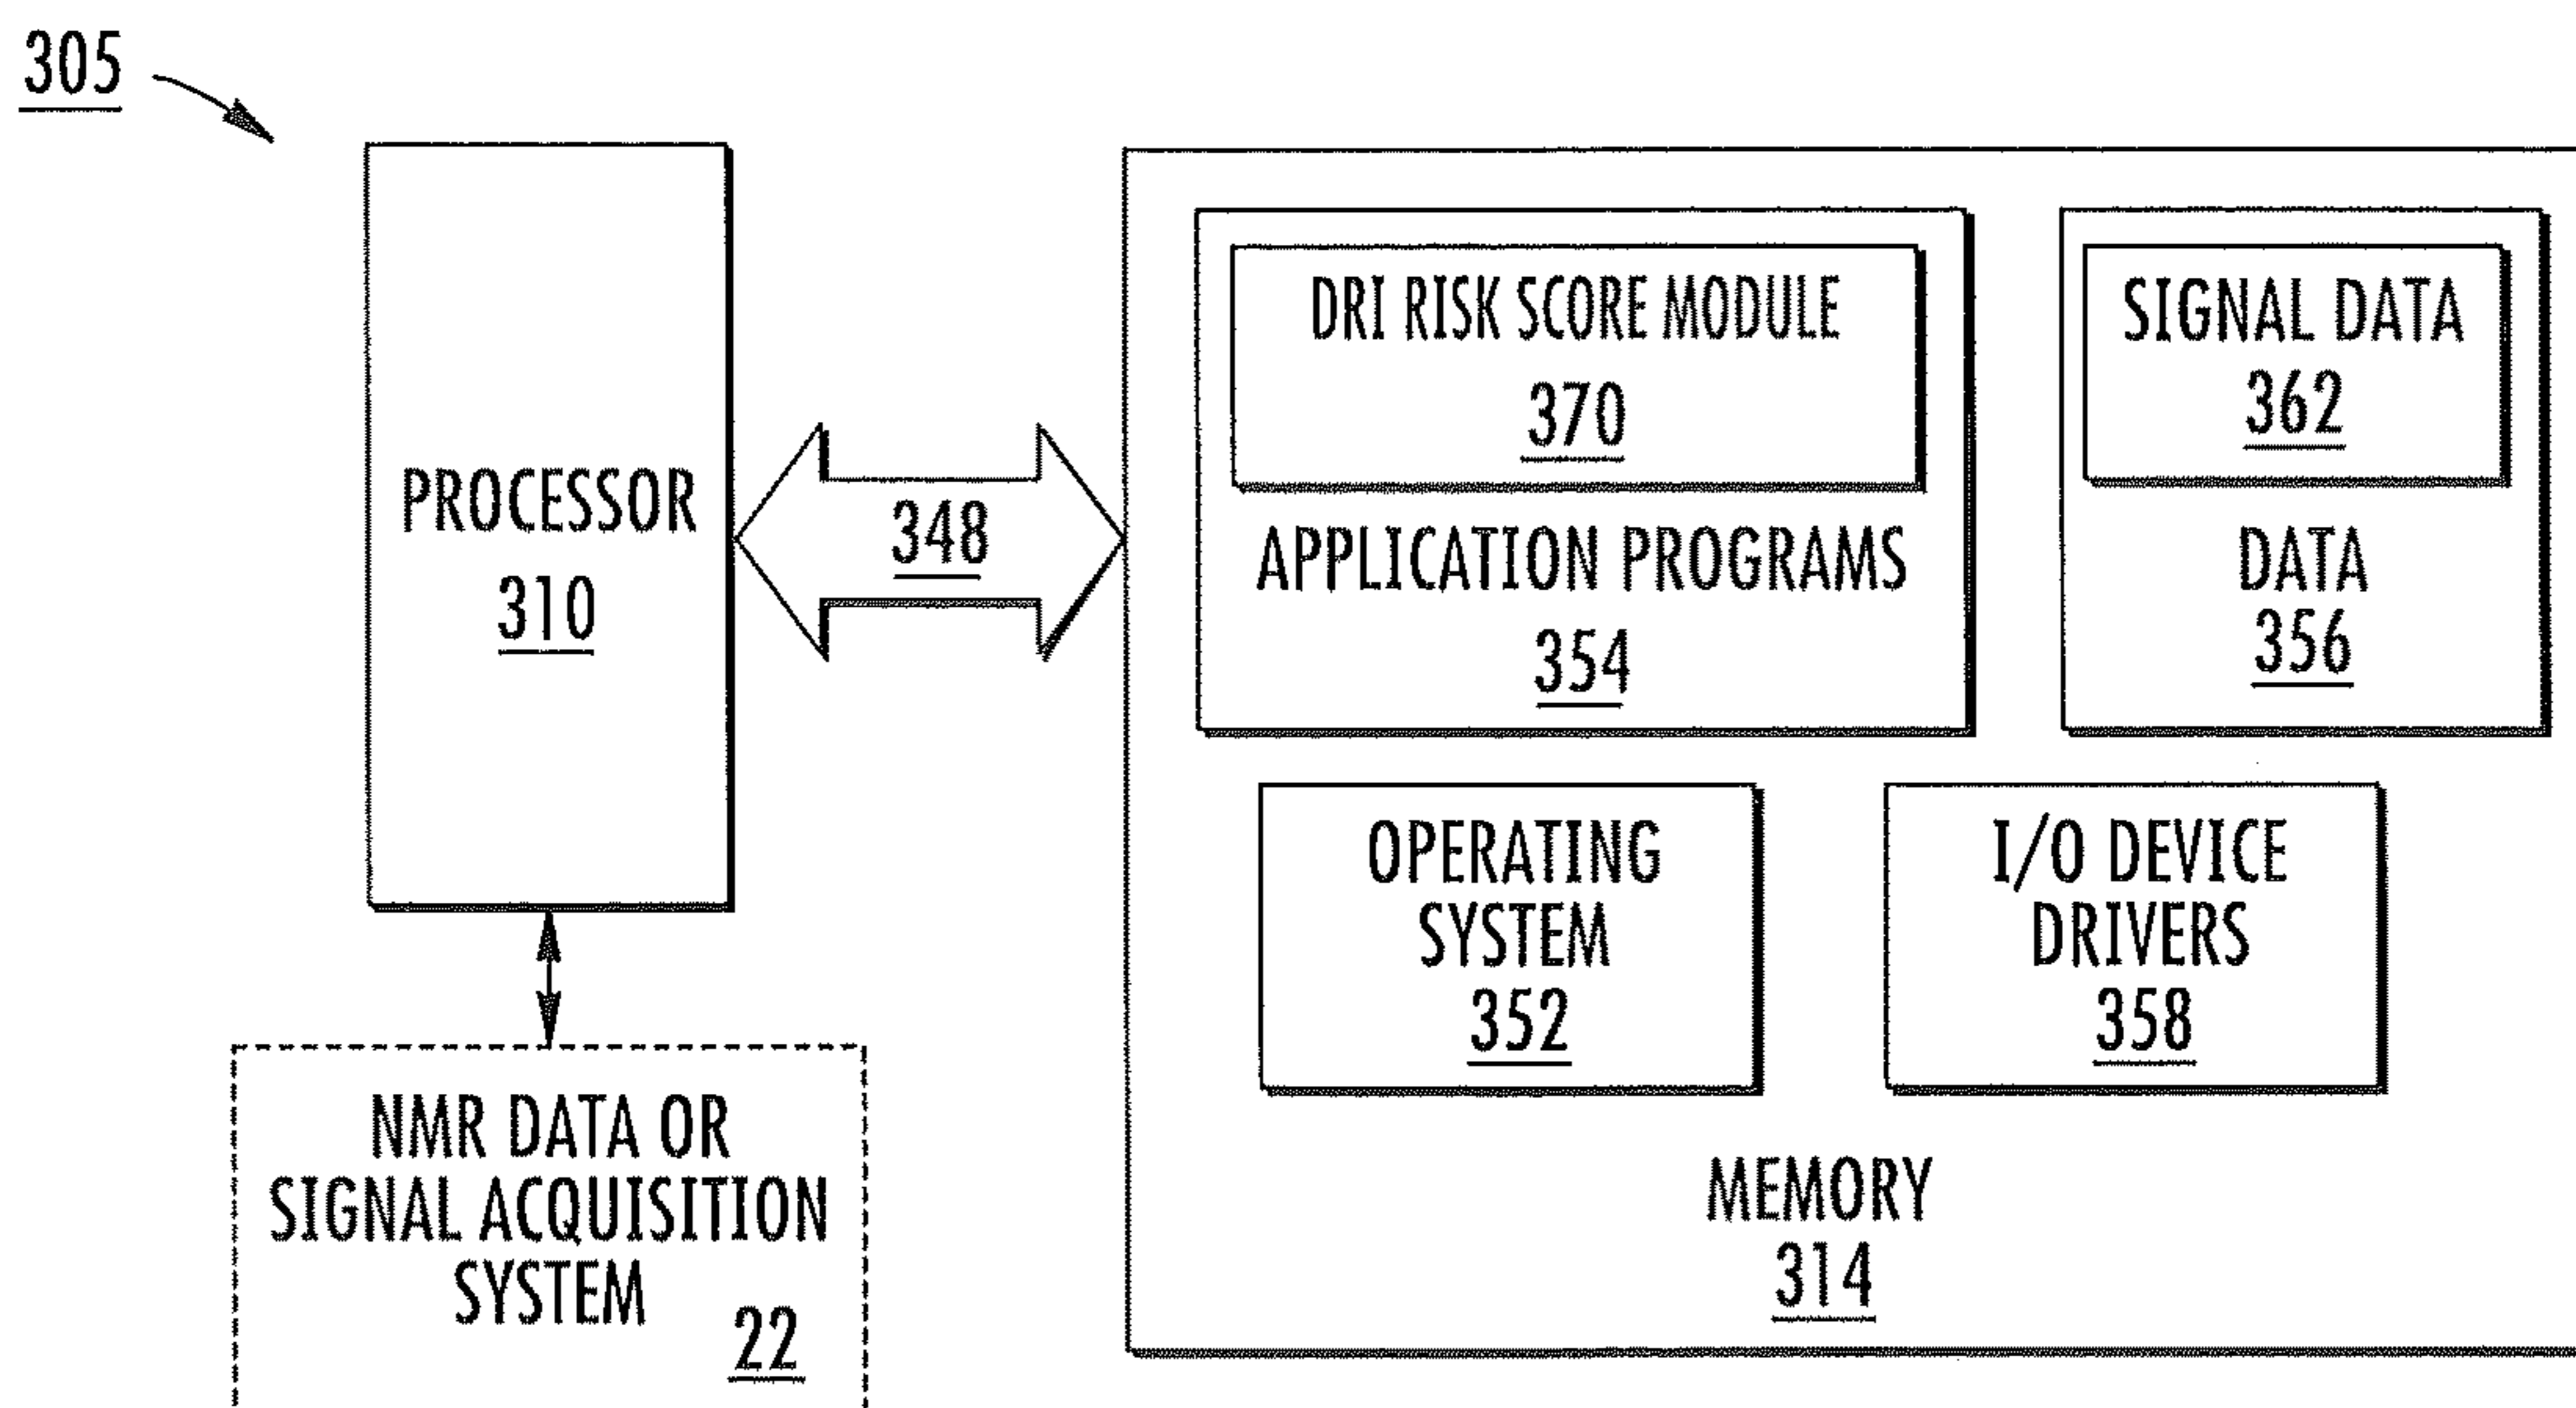 305
PROCESSOR
310
348
DRI RISK SCORE MODULE
370
APPLICATION PROGRAMS
354
SIGNAL DATA
362
DATA
356
OPERATING
SYSTEM
352
I/O DEVICE
DRIVERS
358
MEMORY
314
NMR DATA OR
SIGNAL ACQUISITION
SYSTEM
22